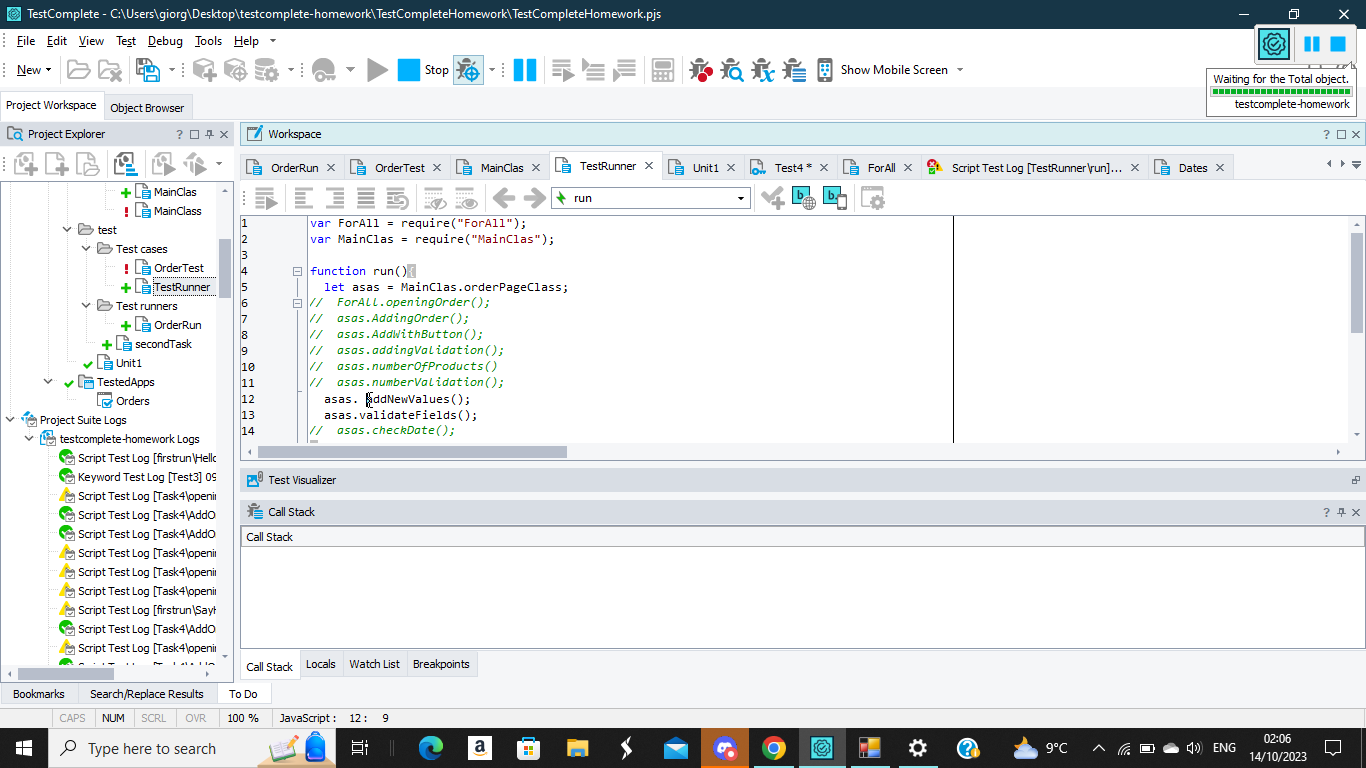 TestComplete - C:\Users\giorg\Desktop\testcomplete-homework\TestCompleteHomework\TestCompleteHomework.pjs
File Edit View Test Debug Tools Help
New Stop Show Mobile Screen
Waiting for the Total object.
testcomplete-homework
Project Workspace Object Browser
Project Explorer ?
Workspace ?
OrderRun OrderTest MainClas TestRunner Unit1 Test4 * ForAll Script Test Log [TestRunner\run]... Dates
run
MainClas
MainClass
test
Test cases
OrderTest
TestRunner
Test runners
OrderRun
secondTask
Unit1
TestedApps
Orders
Project Suite Logs
testcomplete-homework Logs
Script Test Log [firstrun\Hello
Keyword Test Log [Test3] 09
Script Test Log [Task4\openin
Script Test Log [Task4\AddO
Script Test Log [Task4\AddO
Script Test Log [Task4\openin
Script Test Log [Task4\openin
Script Test Log [Task4\openin
Script Test Log [firstrun\SayH
Script Test Log [Task4\AddO
Script Test Log [Task4\openin
1 var ForAll = require("ForAll");
2 var MainClas = require("MainClas");
3
4 function run(){
5 let asas = MainClas.orderPageClass;
6 // ForAll.openingOrder();
7 // asas.AddingOrder();
8 // asas.AddWithButton();
9 // asas.addingValidation();
10 // asas.numberOfProducts()
11 // asas.numberValidation();
12 asas. addNewValues();
13 asas.validateFields();
14 // asas.checkDate();
Test Visualizer
Call Stack ?
Call Stack
Call Stack Locals Watch List Breakpoints
Bookmarks Search/Replace Results To Do
CAPS NUM SCRL OVR 100 % JavaScript : 12 : 9
Type here to search
9°C ENG
02:06
14/10/2023